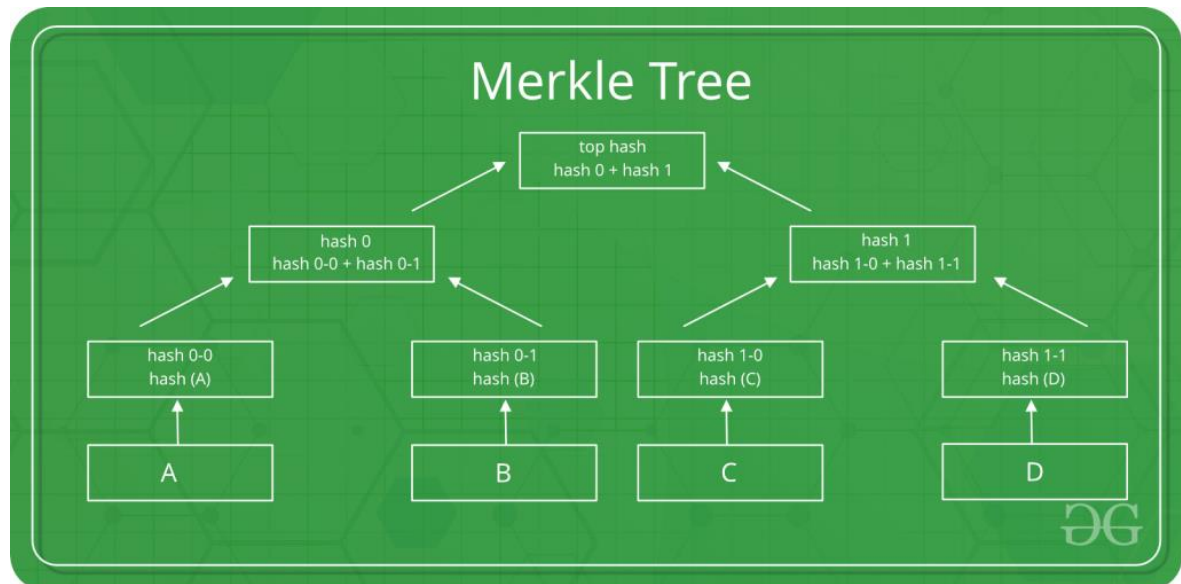 Merkle Tree
top hash
hash 0 + hash 1
hash 0
hash 0-0 + hash 0-1
hash 1
hash 1-0 + hash 1-1
hash 0-0
hash (A)
hash 0-1
hash (B)
hash 1-0
hash (C)
hash 1-1
hash (D)
A
B
C
D
GG